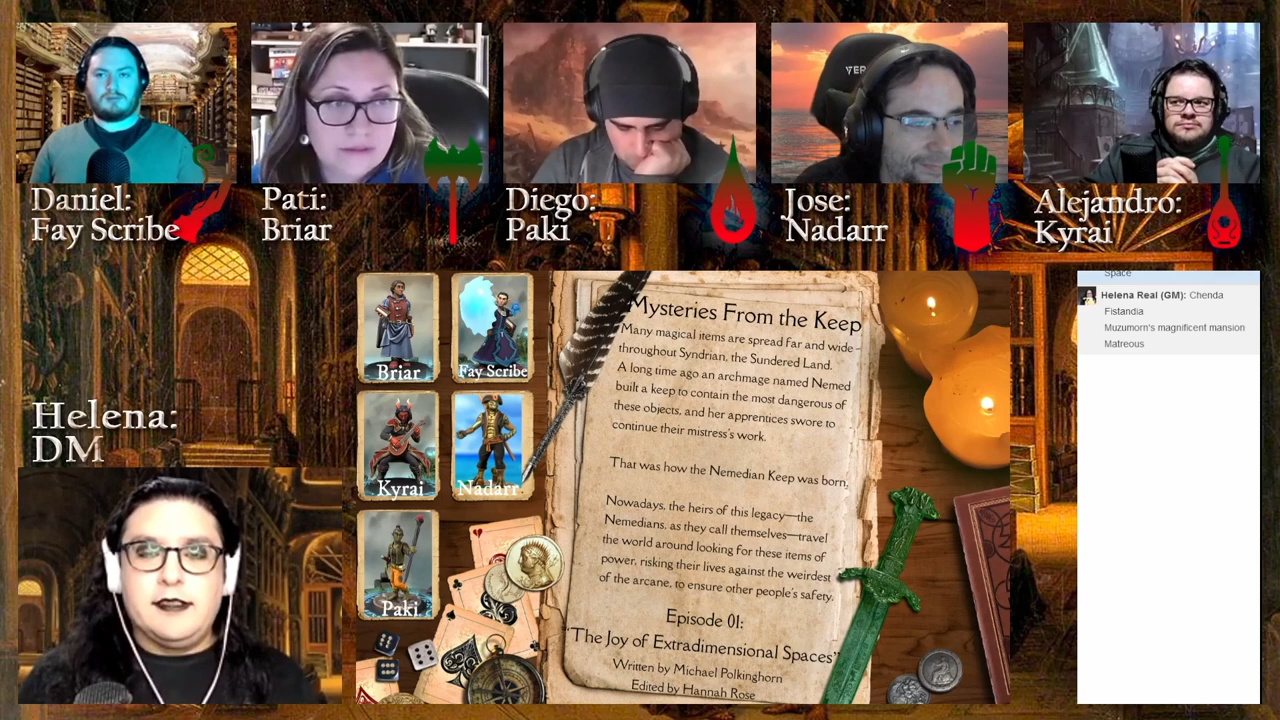 VER
Daniel:
Fay Scribe
Pati:
Briar
Diego:
Paki
Jose:
Nadarr
Alejandro:
Kyrai
Helena:
DM
Briar
Fay Scribe
Kyrai
Nadarr
Paki
Mysteries From the Keep
Many magical items are spread far and wide
throughout Syndrian, the Sundered Land.
A long time ago an archmage named Nemed
built a keep to contain the most dangerous of
these objects, and her apprentices swore to
continue their mistress's work.
That was how the Nemedian Keep was born.
Nowadays, the heirs of this legacy—the
Nemedians, as they call themselves—travel
the world around looking for these items of
power, risking their lives against the weirdest
of the arcane, to ensure other people's safety.
Episode 01:
"The Joy of Extradimensional Spaces"
Written by Michael Polkinghorn
Edited by Hannah Rose
Space
Helena Real (GM): Chenda
Fistandia
Muzumorn's magnificent mansion
Matreous